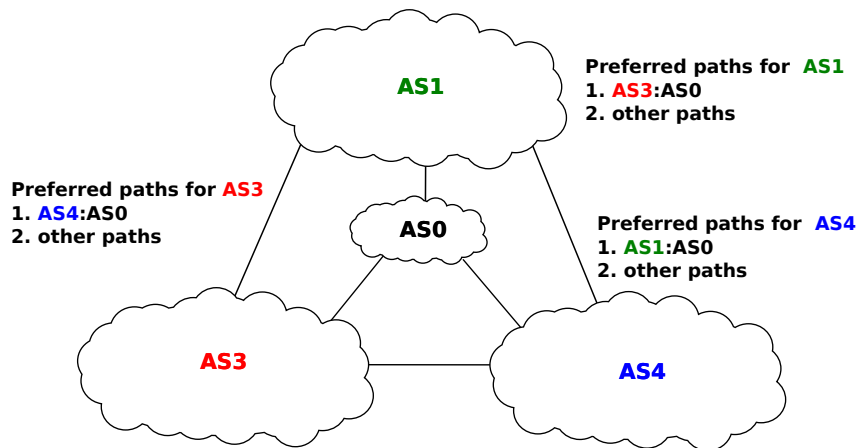 AS1
Preferred paths for AS1
1. AS3:AS0
2. other paths
Preferred paths for AS3
1. AS4:AS0
2. other paths
AS0
Preferred paths for AS4
1. AS1:AS0
2. other paths
AS3
AS4